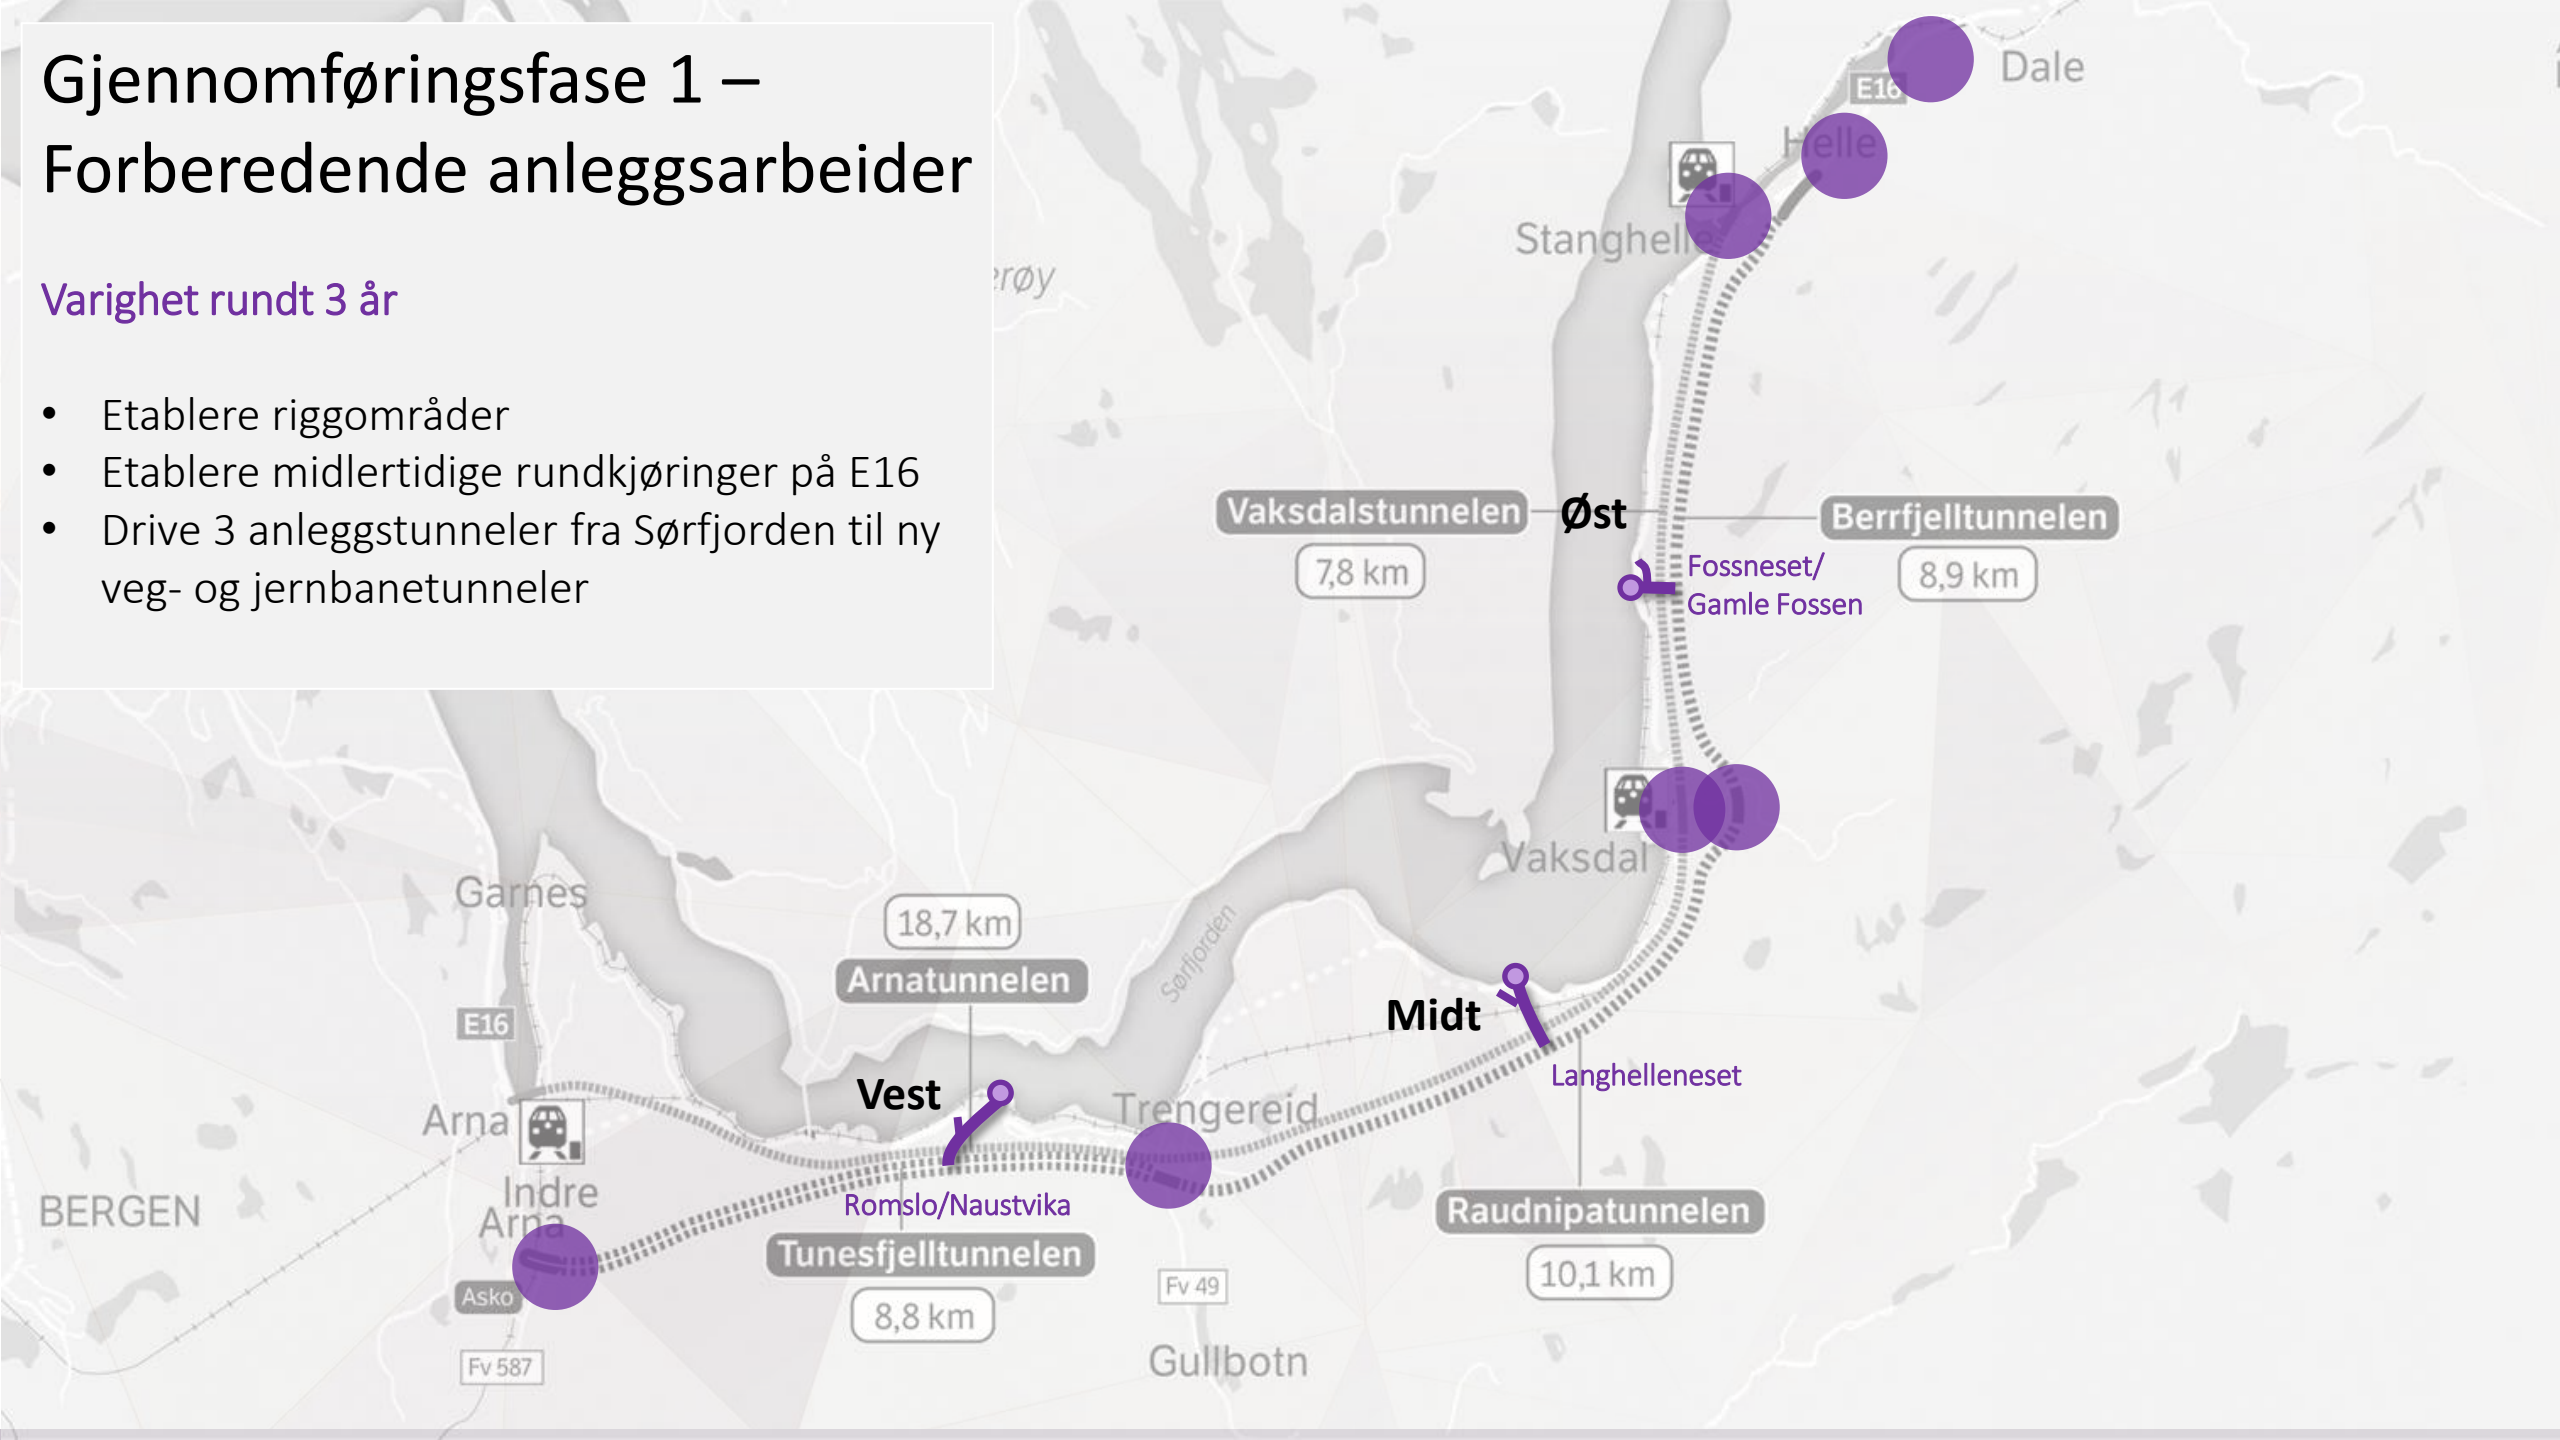 Gjennomføringsfase 1 –
Forberedende anleggsarbeider
Varighet rundt 3 år
• Etablere riggområder
• Etablere midlertidige rundkjøringer på E16
• Drive 3 anleggstunneler fra Sørfjorden til ny
veg- og jernbanetunneler
Dale
E16
Helle
Stanghelle
erøy
Vaksdalstunnelen
7,8 km
Øst
Berrfjelltunnelen
8,9 km
Fossneset/
Gamle Fossen
Vaksdal
Garnes
18,7 km
Arnatunnelen
Sørfjorden
E16
Midt
Langhelleneset
Vest
Trengereid
Arna
Indre
Arna
BERGEN
Romslo/Naustvika
Raudnipatunnelen
10,1 km
Tunesfjelltunnelen
8,8 km
Asko
Fv 49
Fv 587
Gullbotn